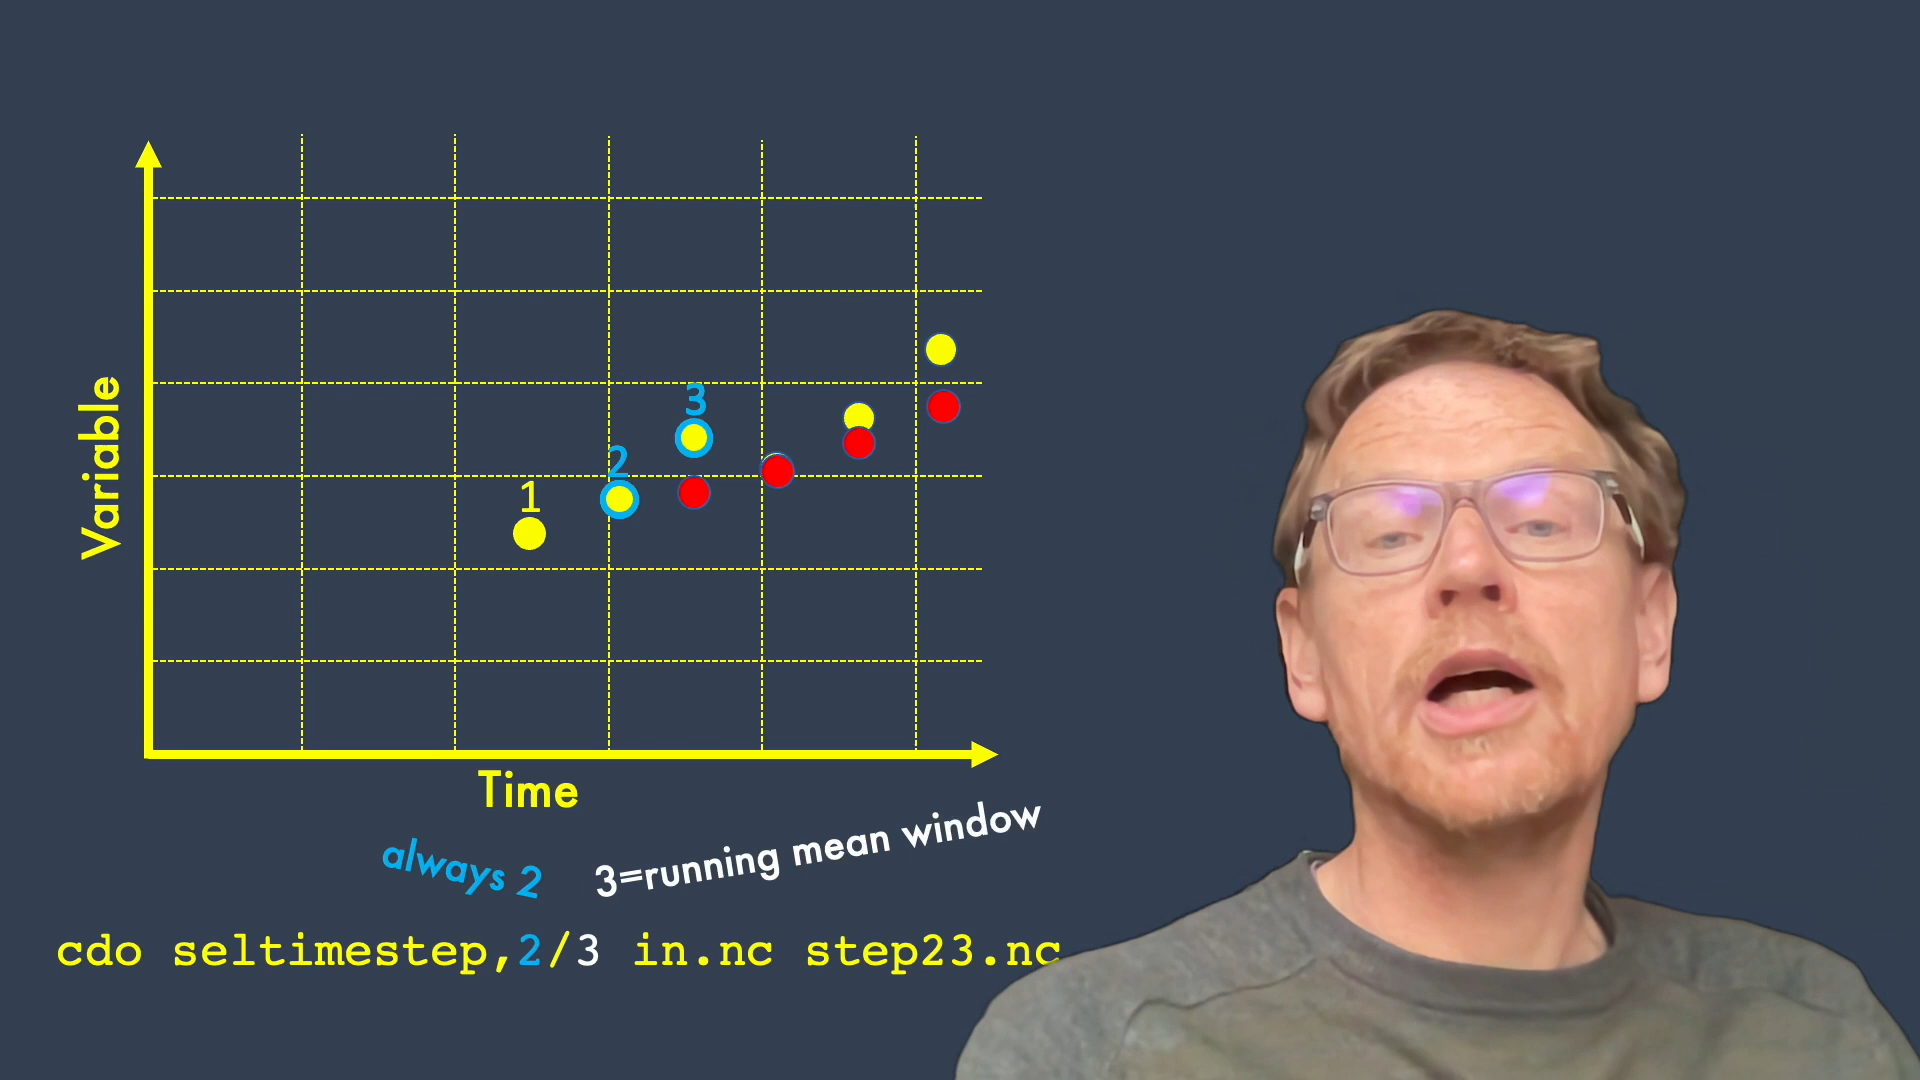 Variable
3
2
1
Time
always 2
3=running mean window
cdo seltimestep,2/3 in.nc step23.nc